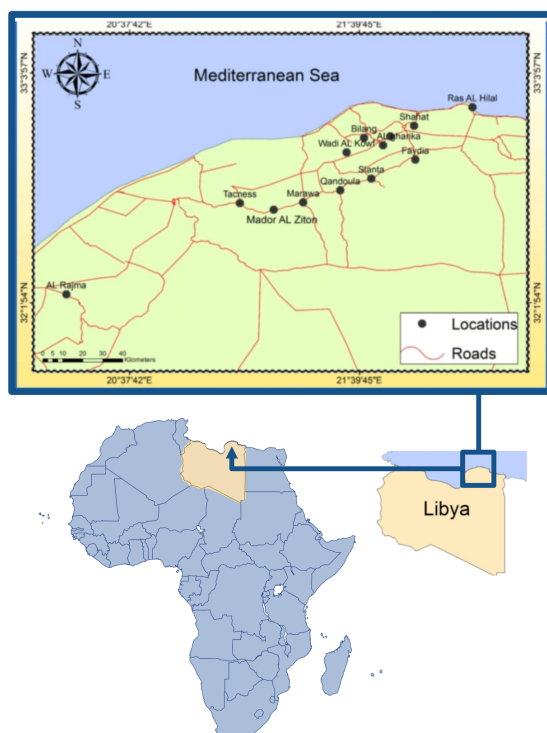 20°37'42"E 21°39'45"E
33°3'57"N 33°3'57"N
N
W E
S
Mediterranean Sea
Ras AL Hilal
Shahat
Bilang
Wadi AL Kowf
Faydia
Slanta
Qandoula
Tacness
Marawa
Mador AL Ziton
AL Rajma
32°1'54"N 32°1'54"N
Locations
Roads
0 5 10 20 30 40
Kilometers
20°37'42"E 21°39'45"E
Libya